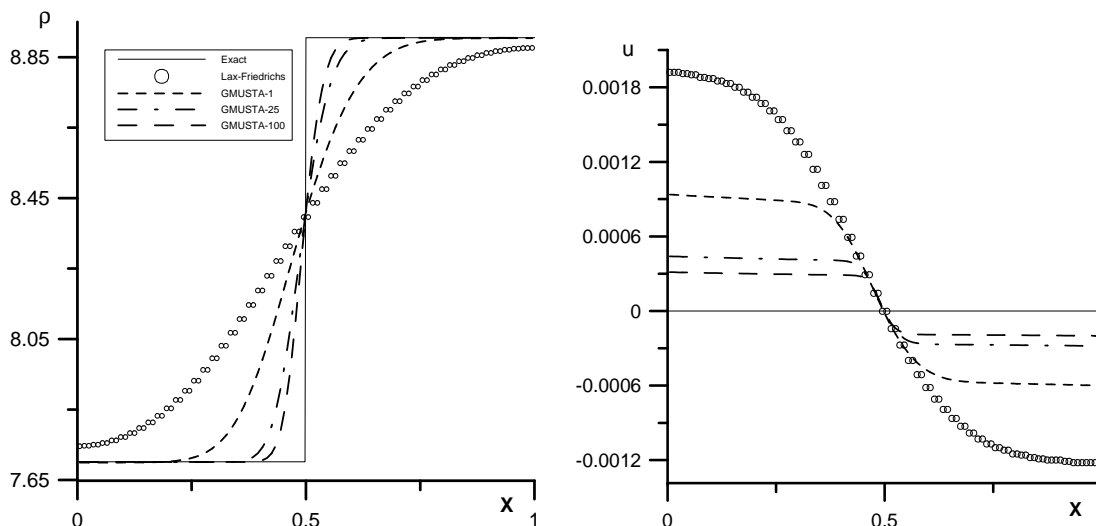 ρ
8.85
8.45
8.05
7.65
Exact
Lax-Friedrichs
GMUSTA-1
GMUSTA-25
GMUSTA-100
0
0.5
1
X
u
0.0018
0.0012
0.0006
0
-0.0006
-0.0012
0
0.5
X